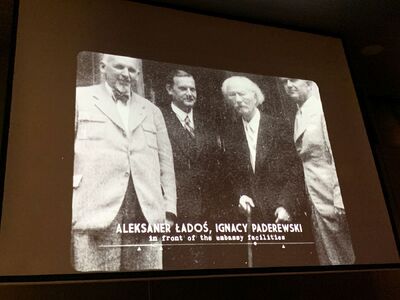 ALEKSANER ŁADOŚ, IGNACY PADEREWSKI
in front of the embassy facilities